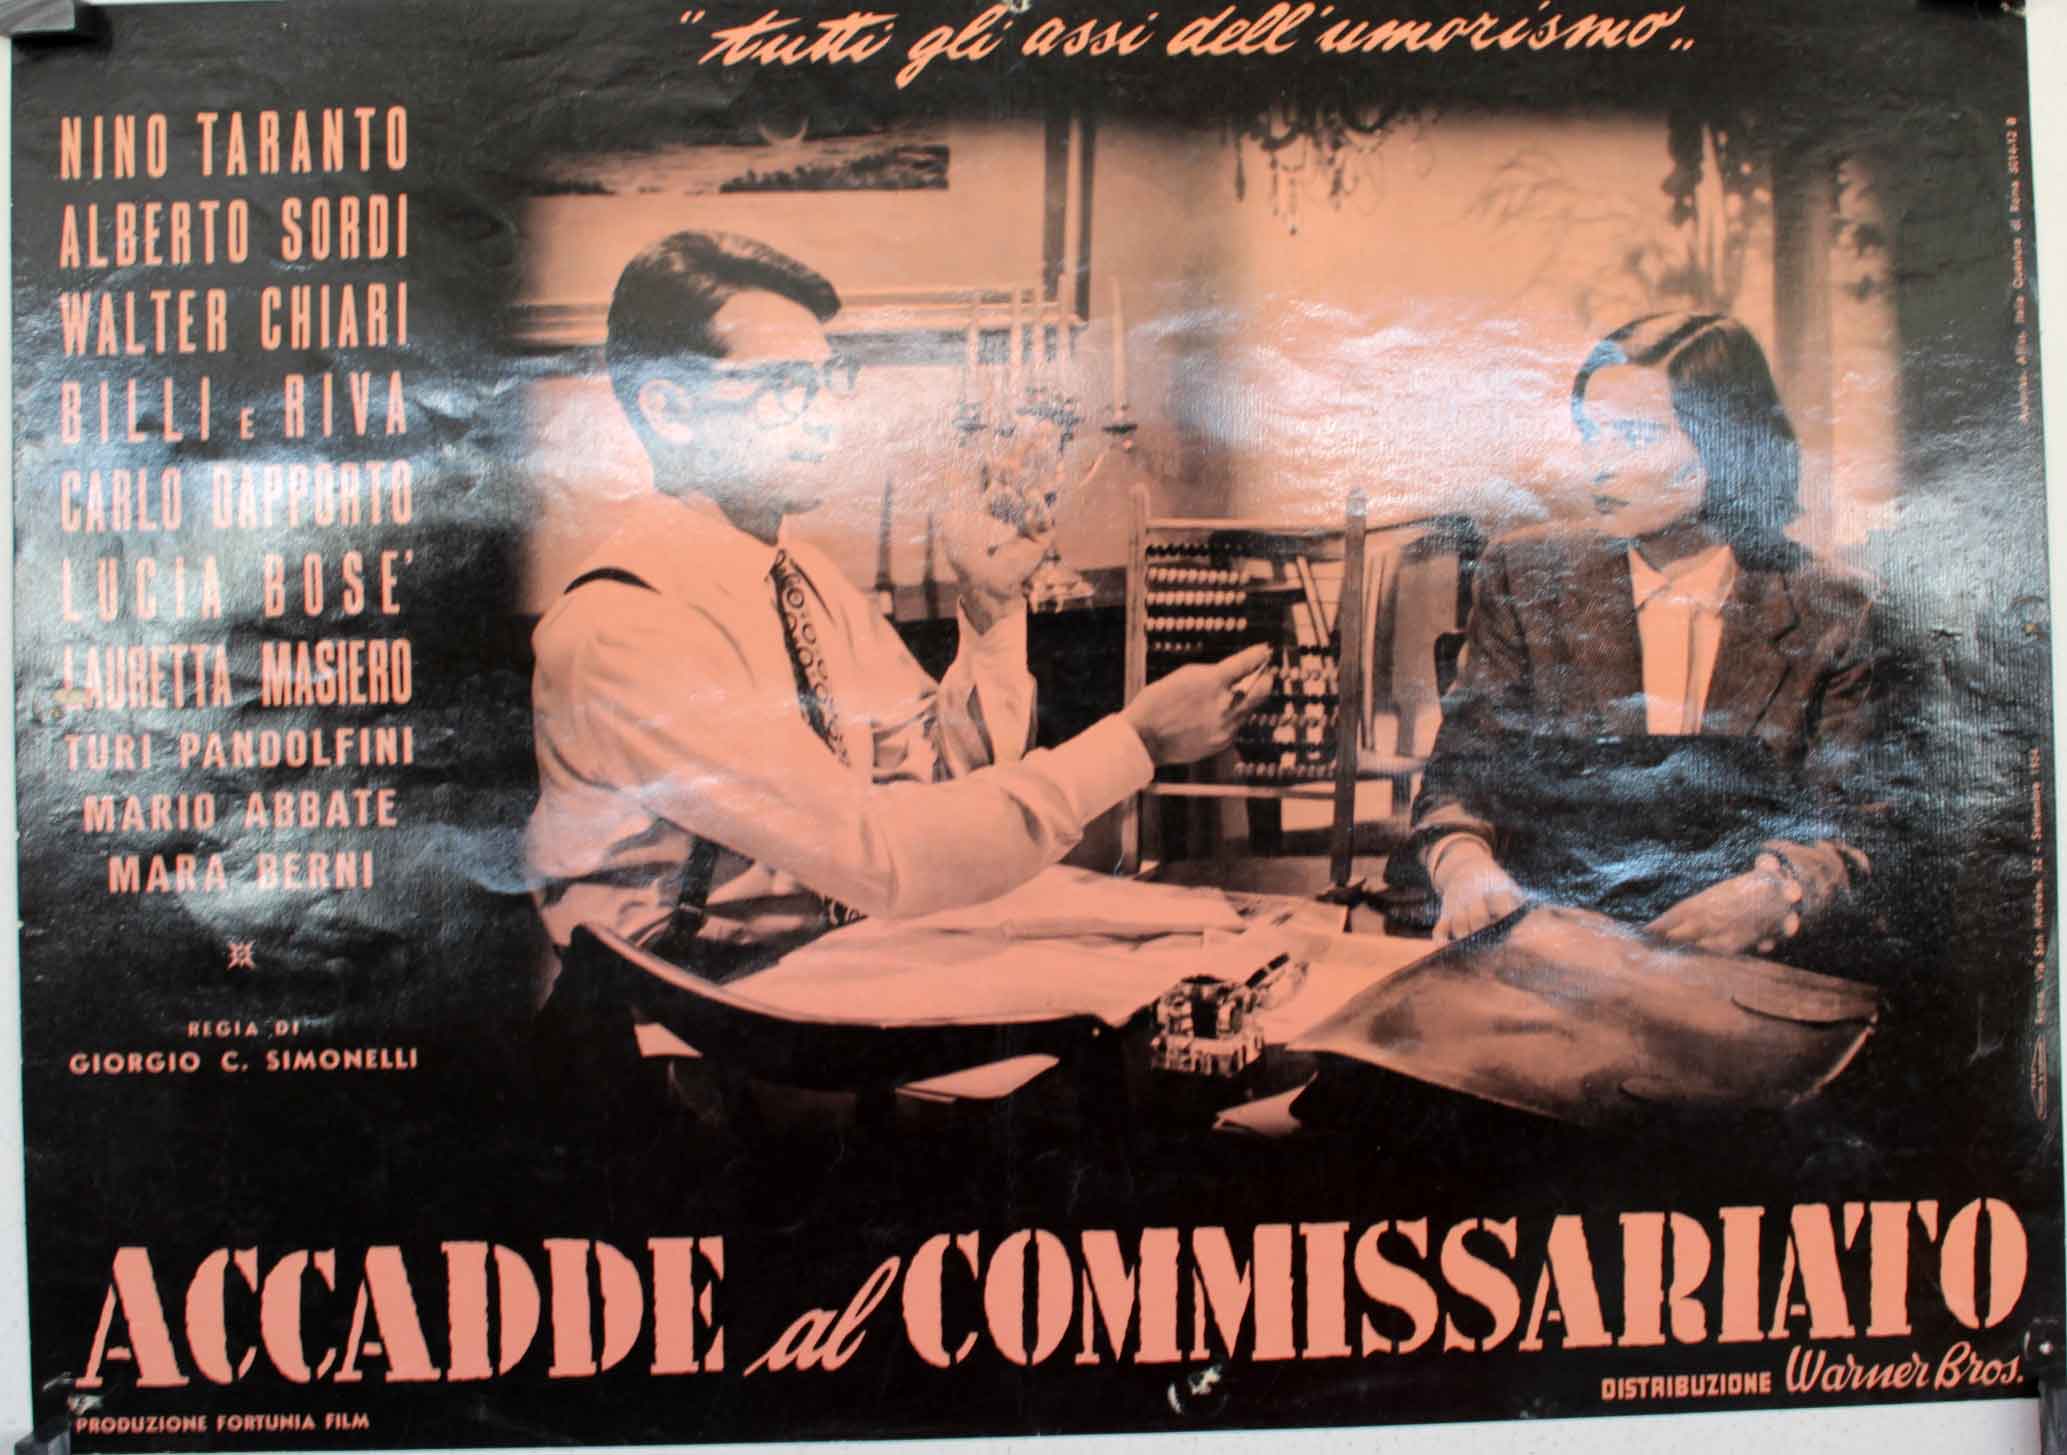 "tutti gli assi dell'umorismo„
NINO TARANTO
ALBERTO SORDI
WALTER CHIARI
BILLI E RIVA
CARLO DAPPORTO
LUCIA BOSE'
LAURETTA MASIERO
TURI PANDOLFINI
MARIO ABBATE
MARA BERNI
REGIA DI
GIORGIO C. SIMONELLI
ACCADDE al COMMISSARIATO
DISTRIBUZIONE Warner Bros.
PRODUZIONE FORTUNIA FILM